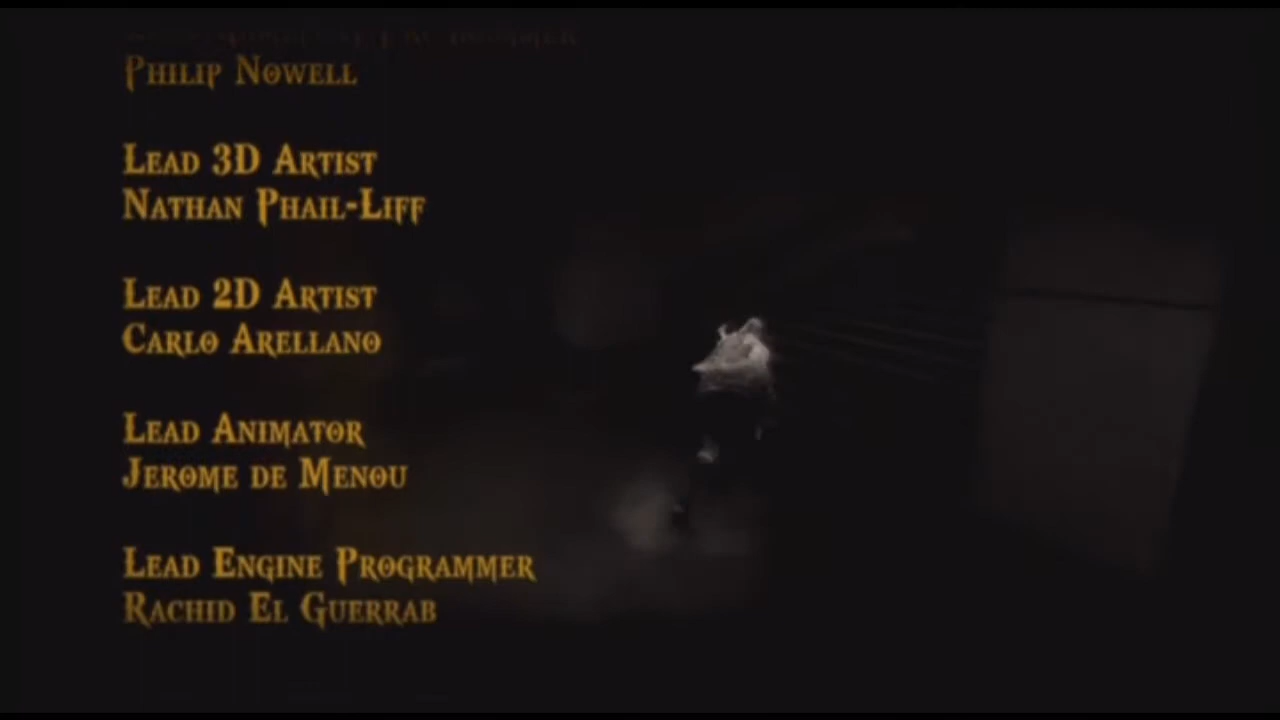 Philip Nowell
Lead 3D Artist
Nathan Phail-Liff
Lead 2D Artist
Carlo Arellano
Lead Animator
Jerome de Menou
Lead Engine Programmer
Rachid El Guerrab